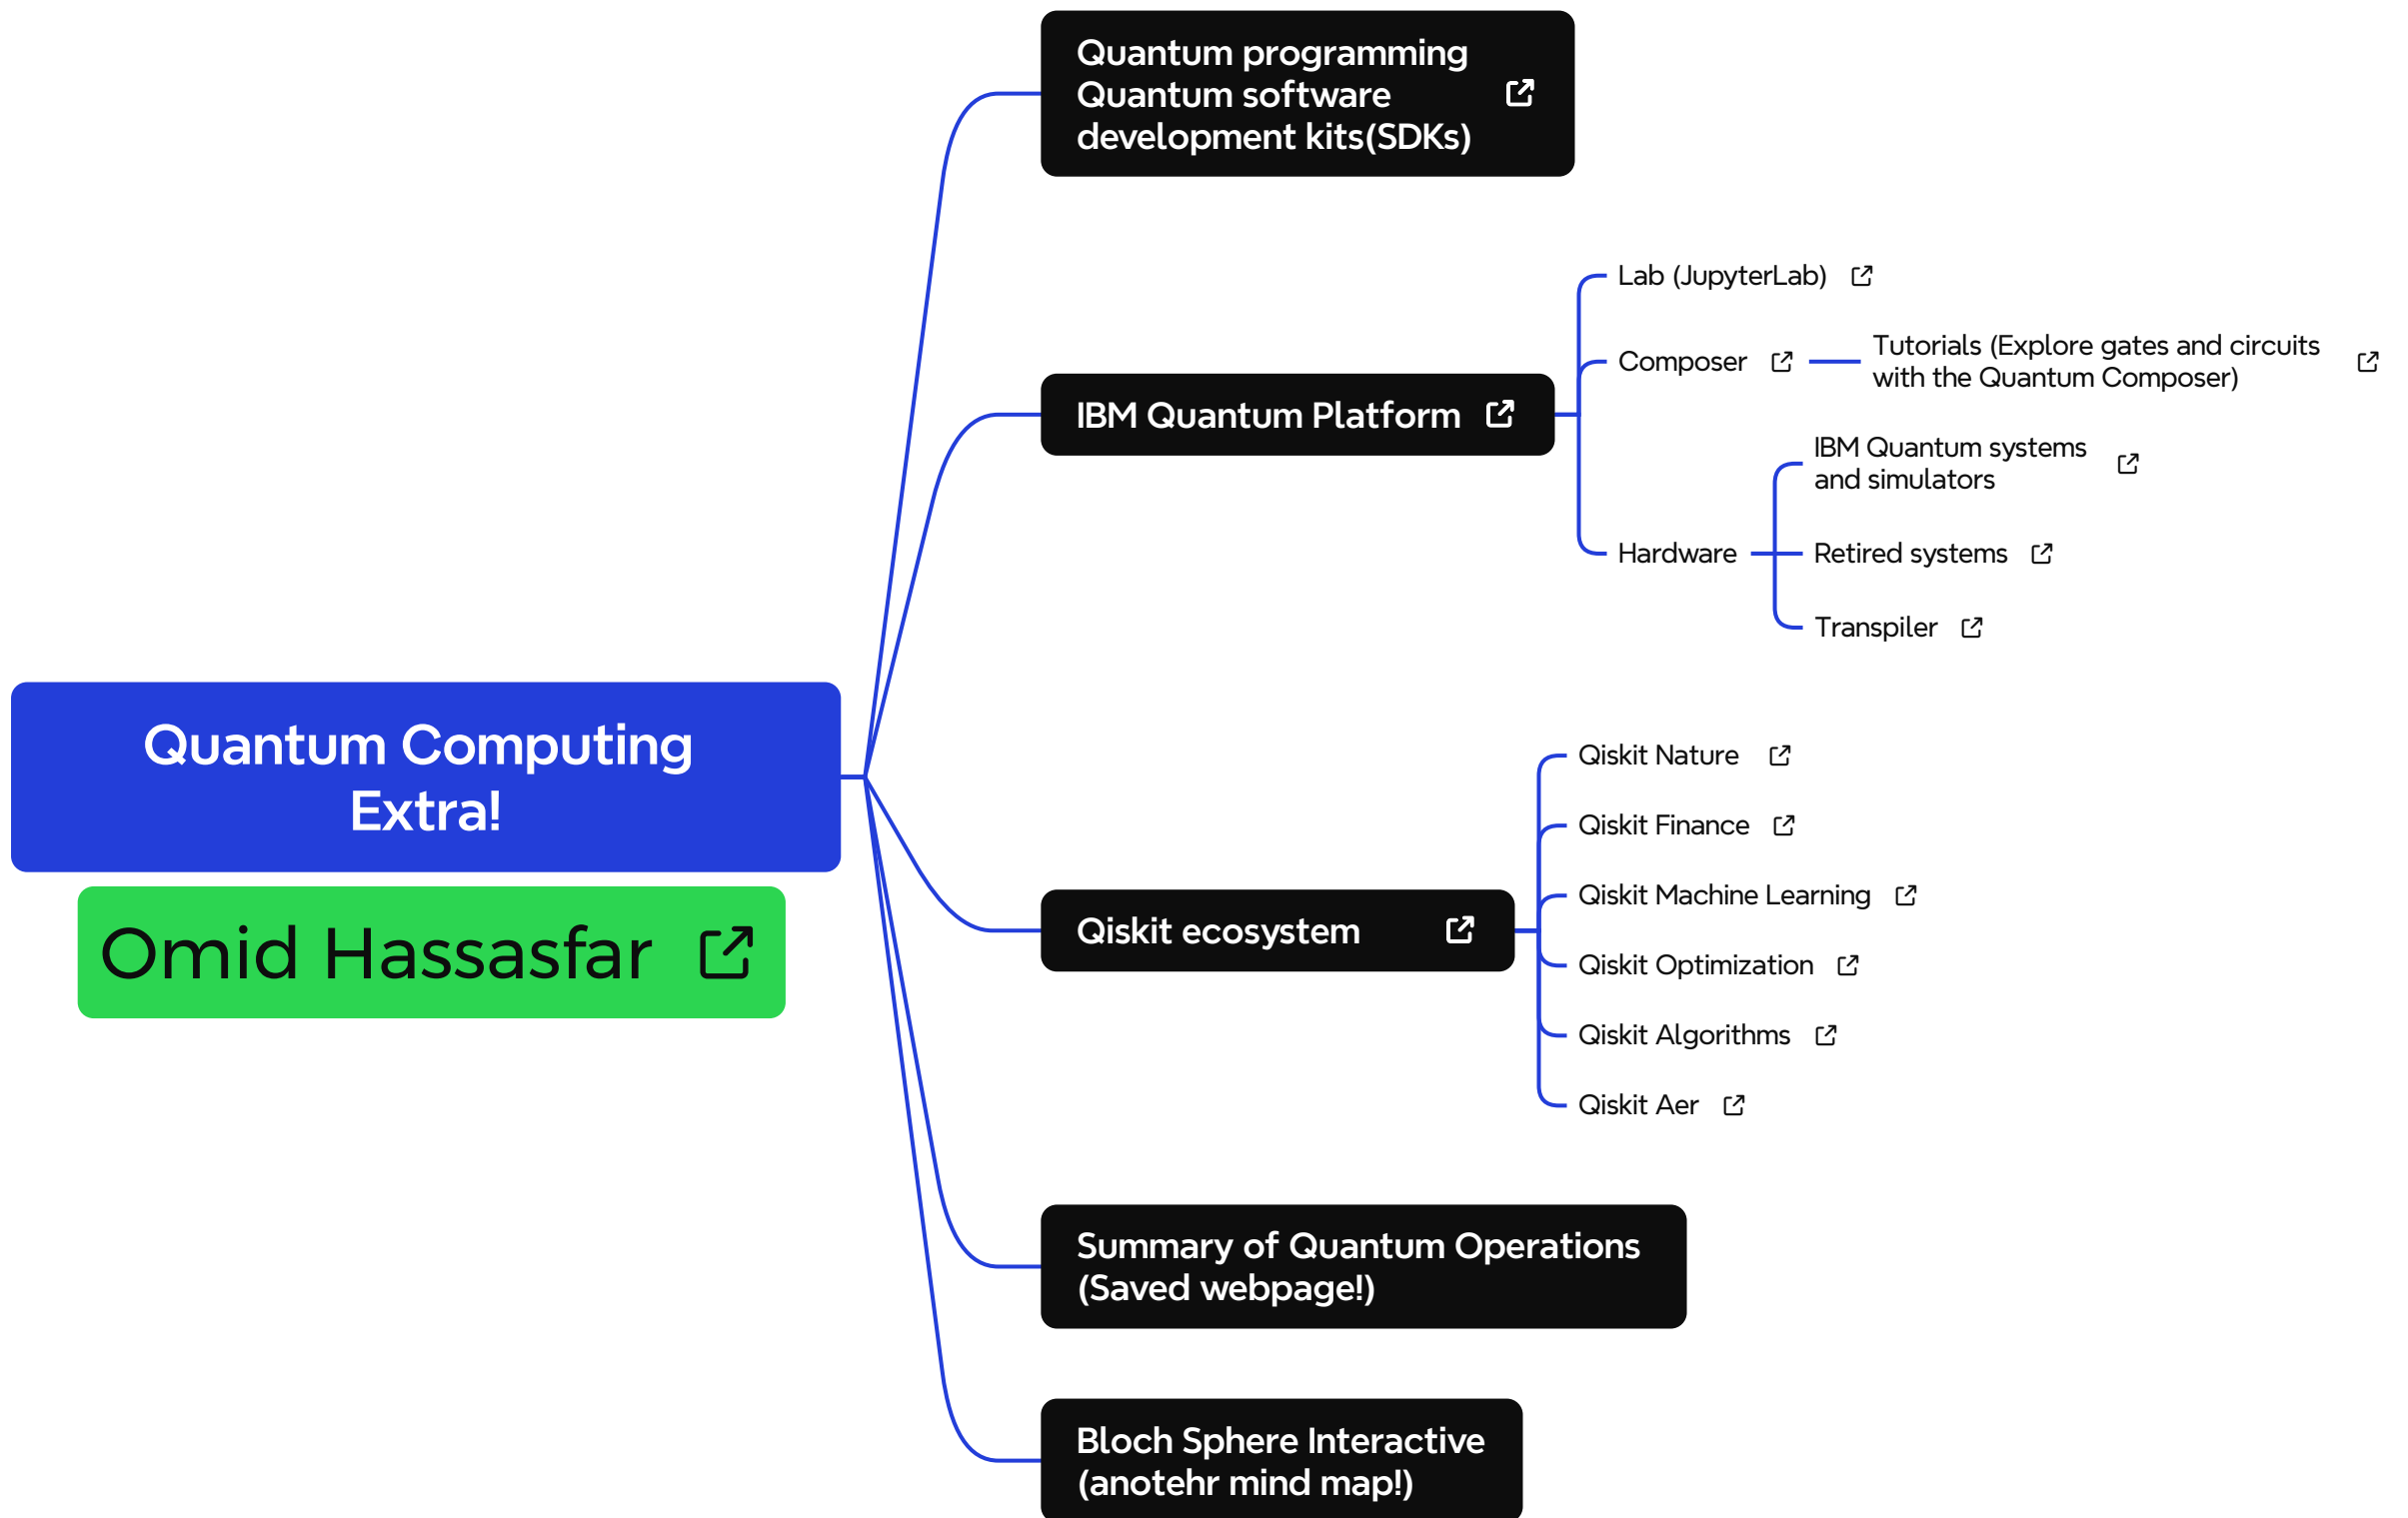 Quantum Computing
Extra!
Omid Hassasfar
Quantum programming
Quantum software
development kits(SDKs)
IBM Quantum Platform
Lab (JupyterLab)
Composer
Tutorials (Explore gates and circuits
with the Quantum Composer)
Hardware
IBM Quantum systems
and simulators
Retired systems
Transpiler
Qiskit ecosystem
Qiskit Nature
Qiskit Finance
Qiskit Machine Learning
Qiskit Optimization
Qiskit Algorithms
Qiskit Aer
Summary of Quantum Operations
(Saved webpage!)
Bloch Sphere Interactive
(anotehr mind map!)